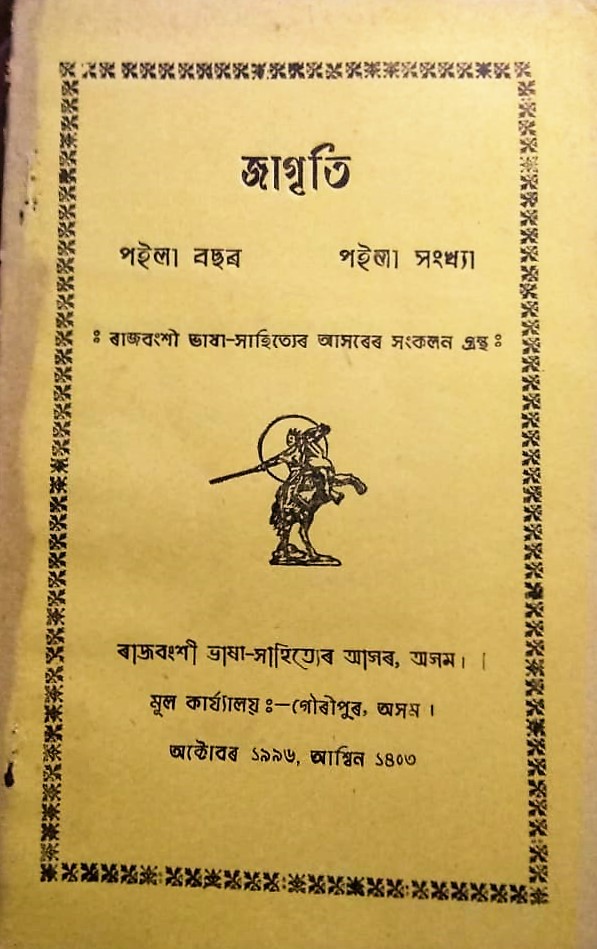 জাগৃতি
পইলা বছৰ পইলা সংখ্যা
ঃ ৰাজবংশী ভাষা-সাহিত্যেৰ আসৰেৰ সংকলন গ্ৰন্থ ঃ
ৰাজবংশী ভাষা-সাহিত্যেৰ আসৰ, অসম।
মূল কাৰ্য্যালয় ঃ—গৌৰীপুৰ, অসম।
অক্টোবৰ ১৯৯৬, আশ্বিন ১৪০৩